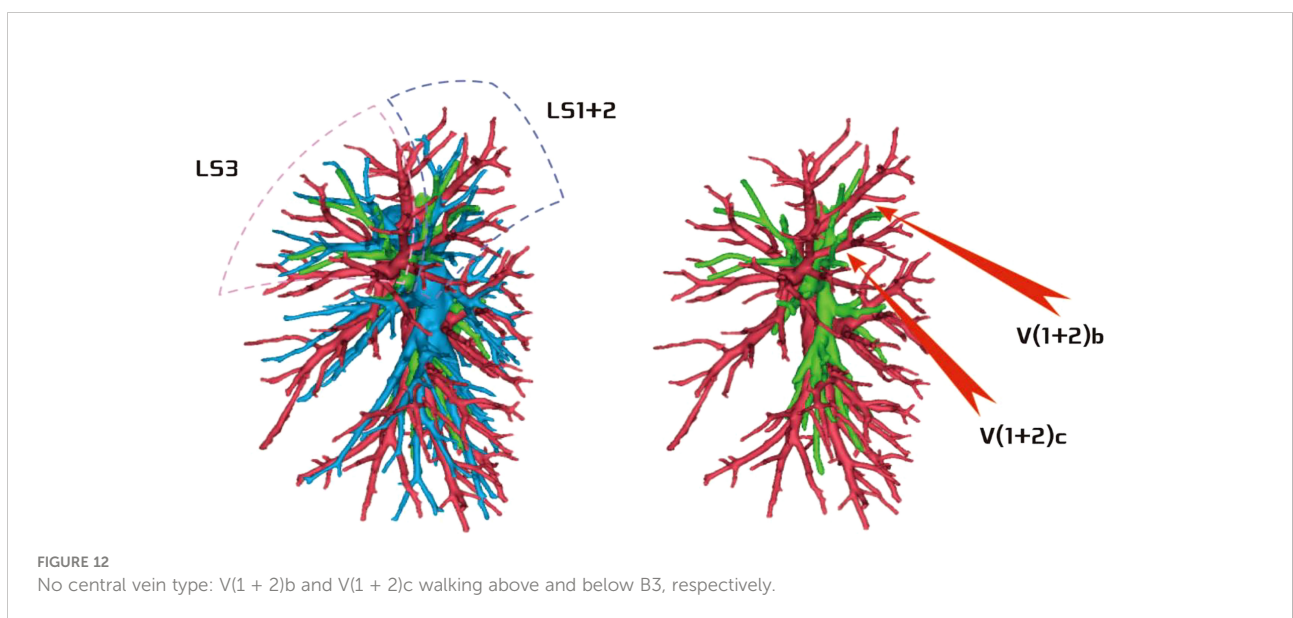 LS1+2
LS3
V(1+2)b
V(1+2)c
FIGURE 12
No central vein type: V(1 + 2)b and V(1 + 2)c walking above and below B3, respectively.